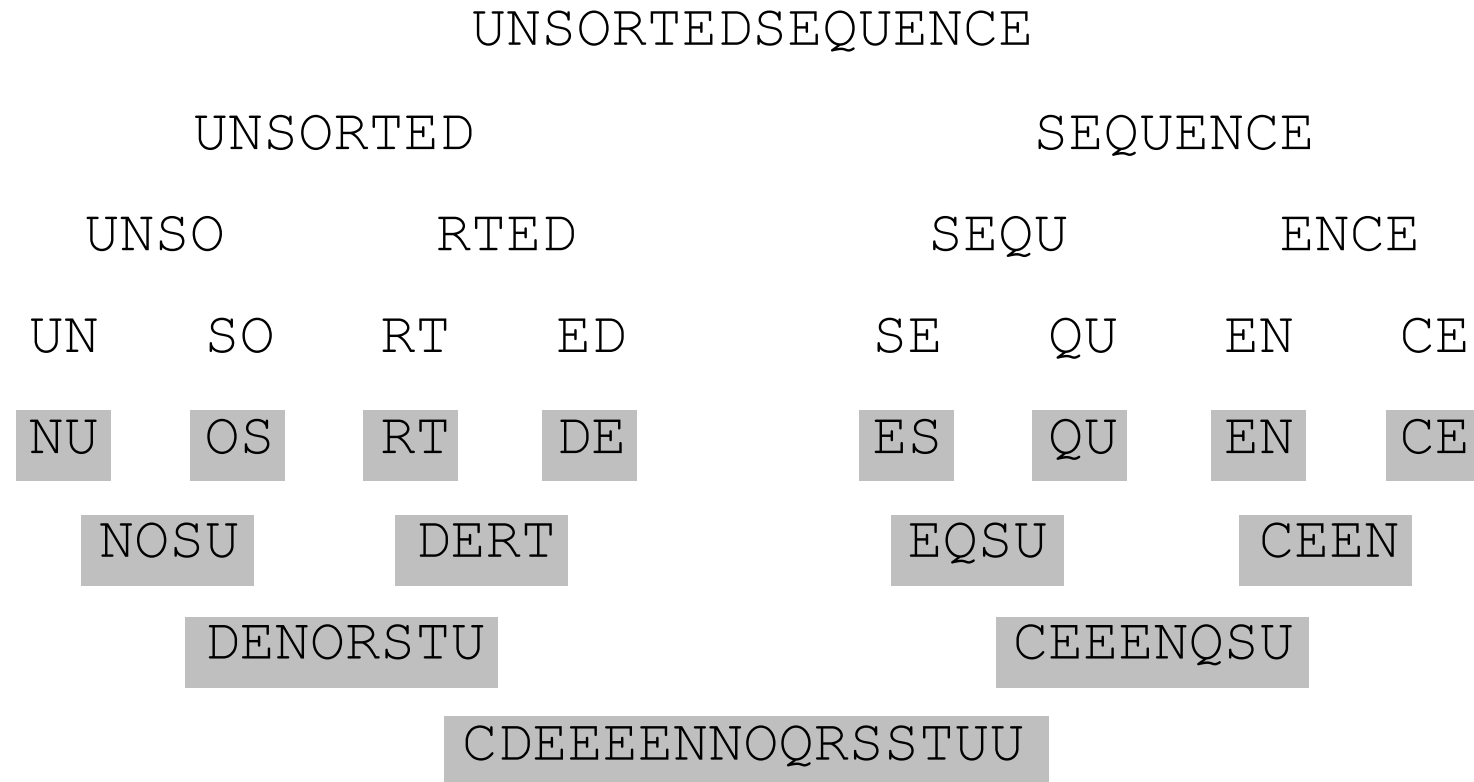 UNSORTEDSEQUENCE
UNSORTED SEQUENCE
UNSO RTED SEQU ENCE
UN SO RT ED SE QU EN CE
NU OS RT DE ES QU EN CE
NOSU DERT EQSU CEEN
DENORSTU CEEENQSU
CDEEEENNOQRSSTUU